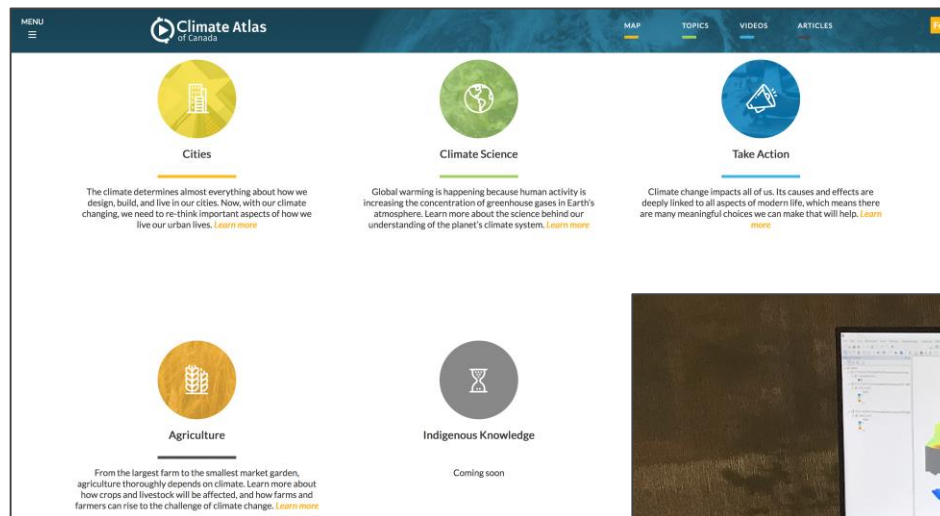 MENU
Climate Atlas
of Canada
MAP
TOPICS
VIDEOS
ARTICLES
Cities
The climate determines almost everything about how we
design, build, and live in our cities. Now, with our climate
changing, we need to re-think important aspects of how we
live our urban lives. Learn more
Climate Science
Global warming is happening because human activity is
increasing the concentration of greenhouse gases in Earth's
atmosphere. Learn more about the science behind our
understanding of the planet's climate system. Learn more
Take Action
Climate change impacts all of us. Its causes and effects are
deeply linked to all aspects of modern life, which means there
are many meaningful choices we can make that will help. Learn
more
Agriculture
From the largest farm to the smallest market garden,
agriculture thoroughly depends on climate. Learn more about
how crops and livestock will be affected, and how farms and
farmers can rise to the challenge of climate change. Learn more
Indigenous Knowledge
Coming soon